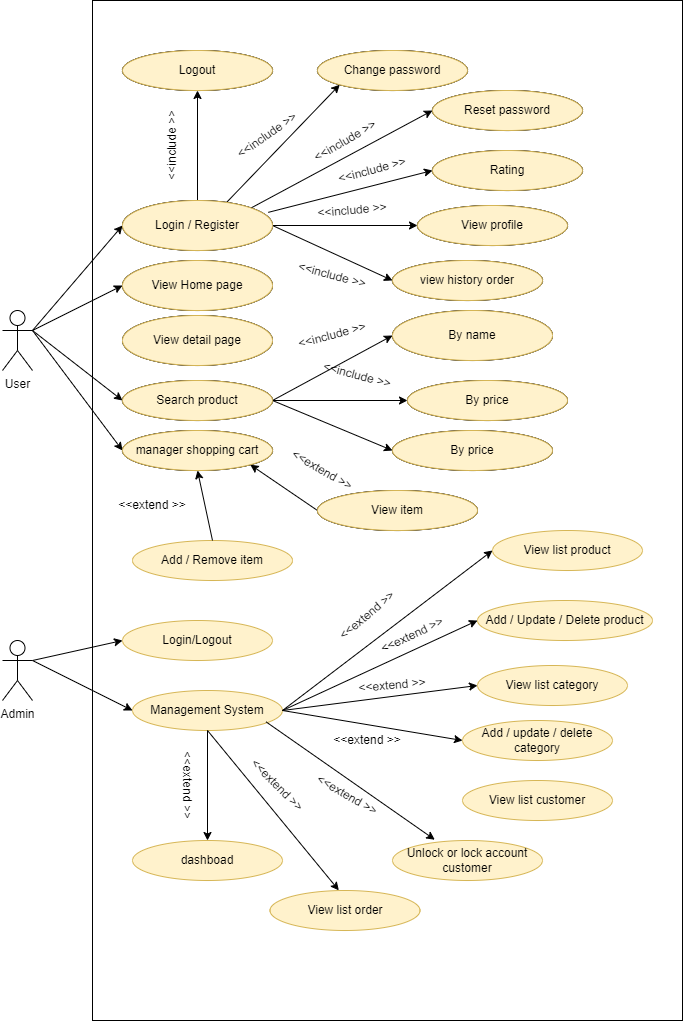 Logout
Change password
<<include >>
<<include >>
Reset password
<<include >>
Rating
<<include >>
Login / Register
<<include >>
View profile
<<include >>
view history order
View Home page
User
View detail page
<<include >>
By name
Search product
<<include >>
By price
By price
manager shopping cart
<<extend >>
View item
<<extend >>
Add / Remove item
View list product
<<extend >>
Add / Update / Delete product
<<extend >>
Login/Logout
Admin
<<extend >>
View list category
Management System
<<extend >>
Add / update / delete
category
<<extend >>
<<extend >>
<<extend >>
View list customer
dashboad
Unlock or lock account
customer
View list order